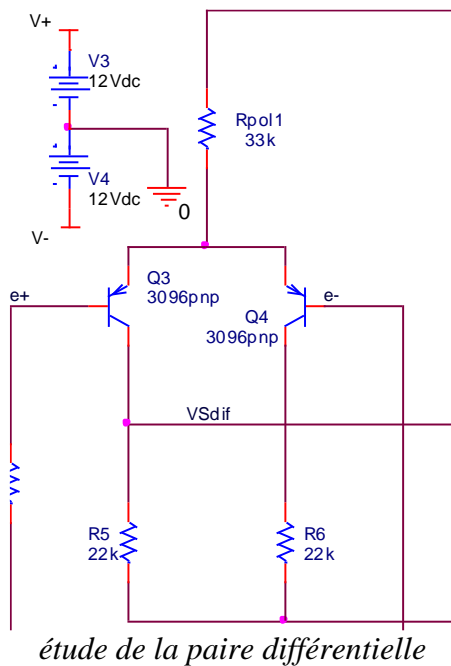 V+
V3
12Vdc
V4
12Vdc
V-
0
Rpol1
33k
Q3
3096pnp
e+
Q4
3096pnp
e-
VSdif
R5
22k
R6
22k
étude de la paire différentielle